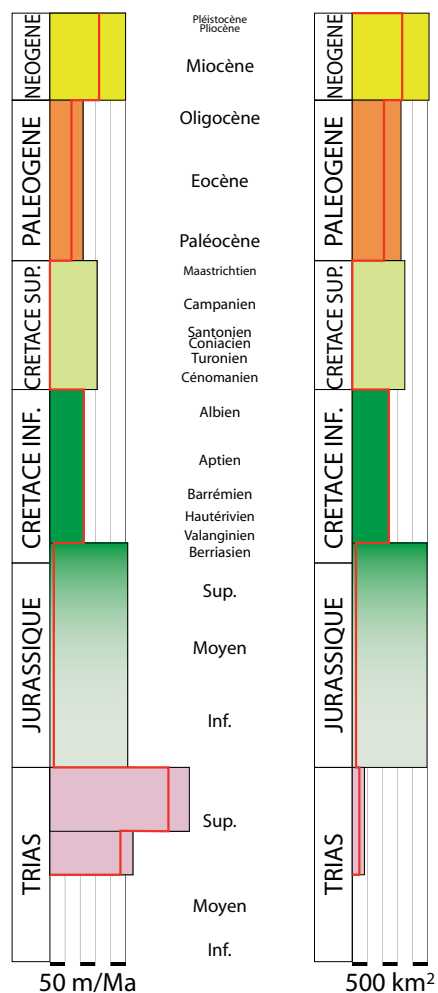 NEOGENE
PALEOGENE
CRETACE SUP.
CRETACE INF.
JURASSIQUE
TRIAS
50 m/Ma
Pléistocène
Pliocène
Miocène
Oligocène
Eocène
Paléocène
Maastrichtien
Campanien
Santonien
Coniacien
Turonien
Cénomanien
Albien
Aptien
Barrémien
Hautérivien
Valanginien
Berriasien
Sup.
Moyen
Inf.
Sup.
Moyen
Inf.
NEOGENE
PALEOGENE
CRETACE SUP.
CRETACE INF.
JURASSIQUE
TRIAS
500 km²